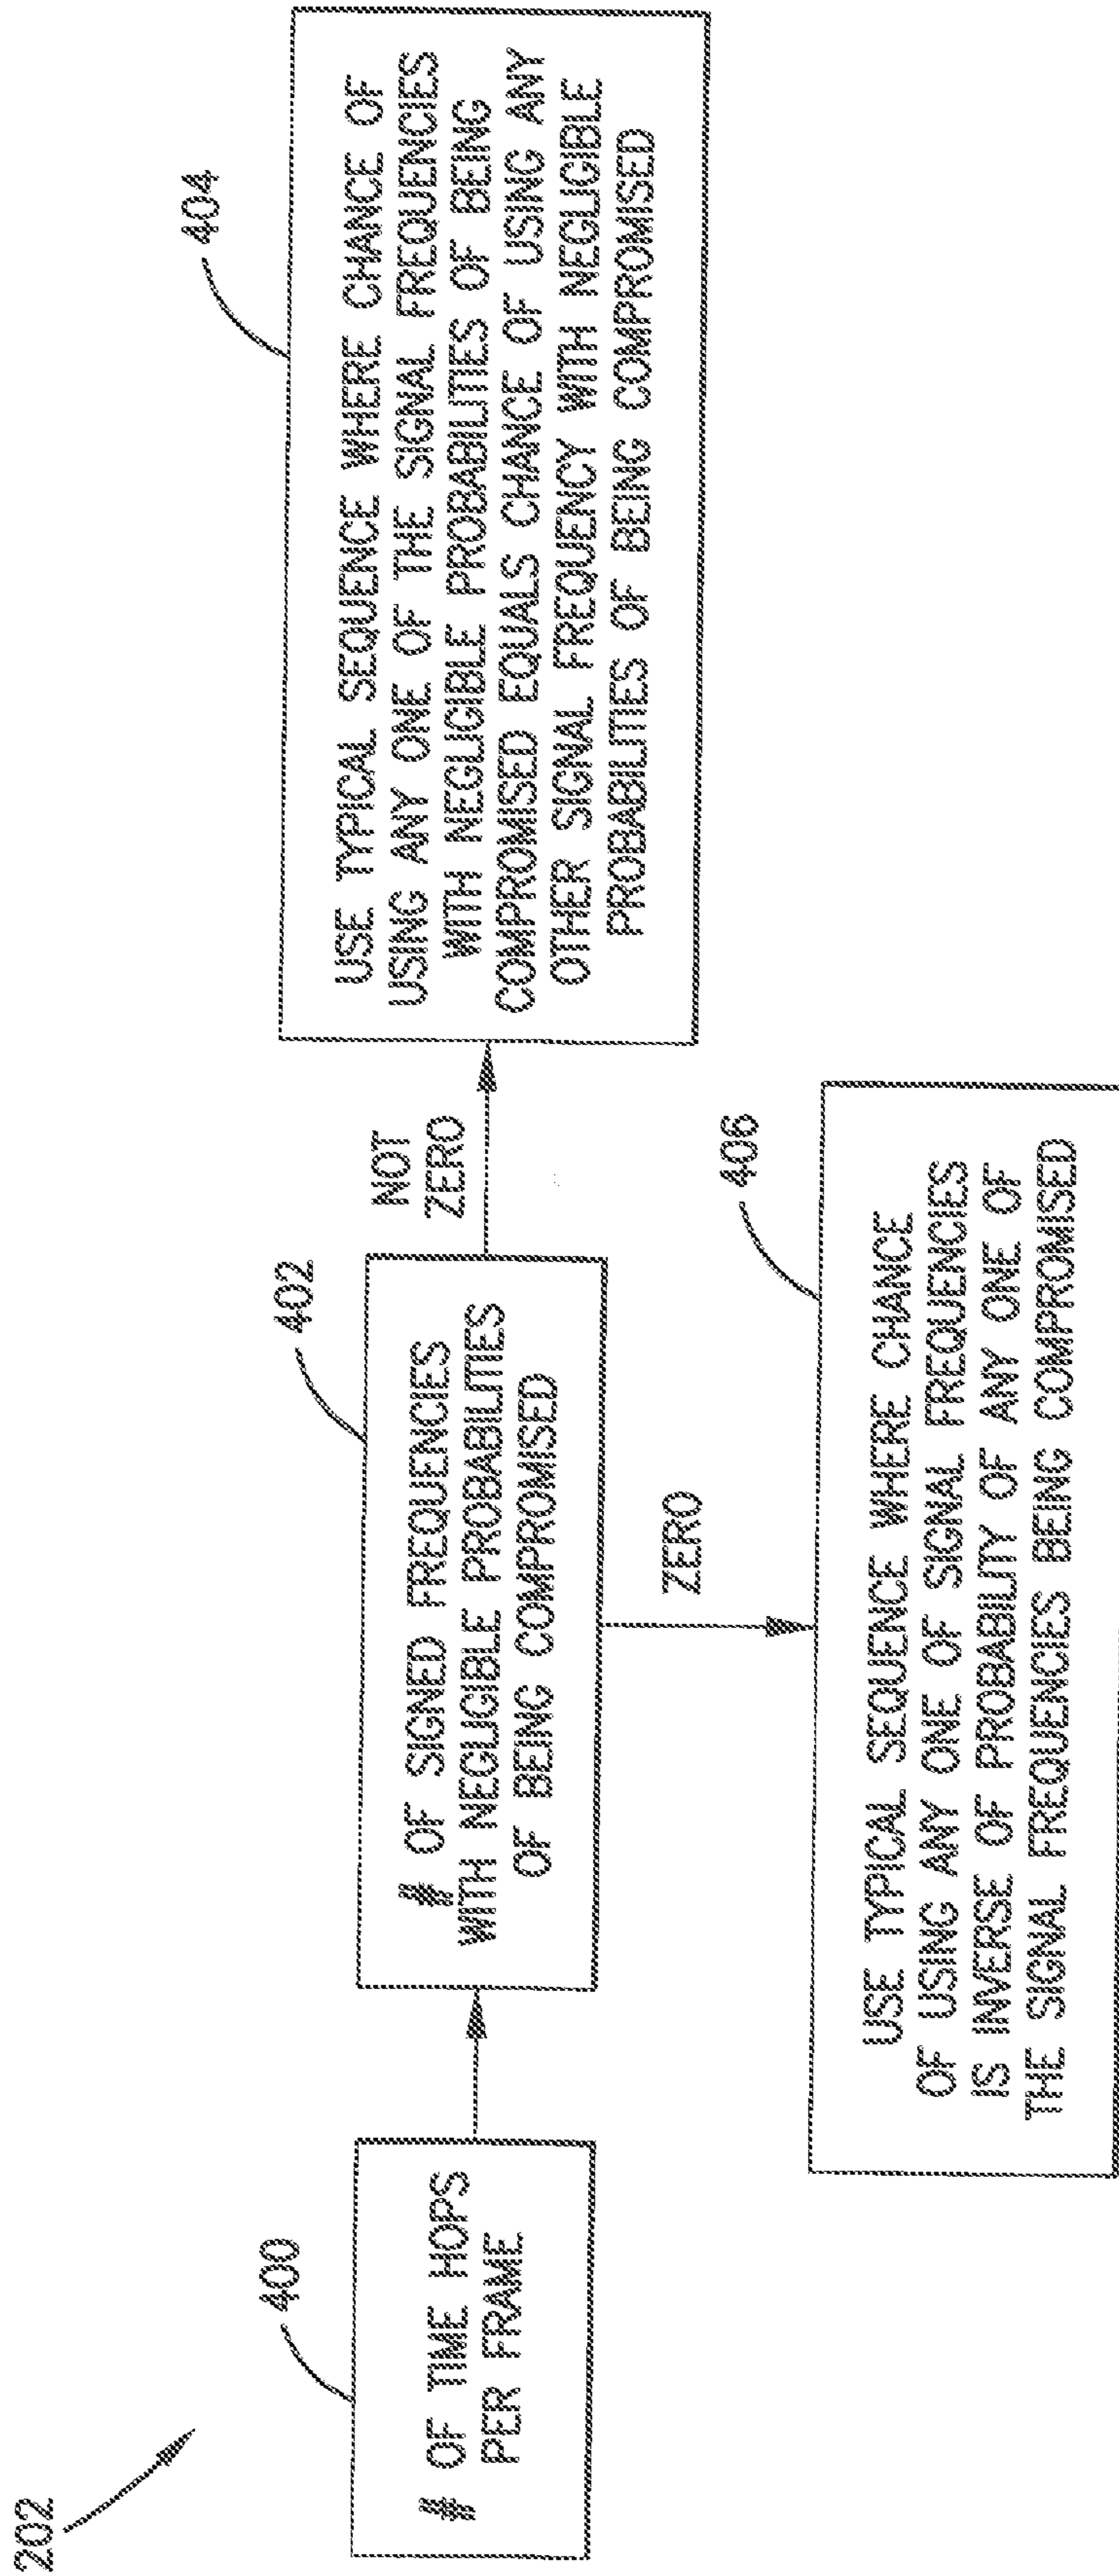 202
400
# OF TIME HOPS
PER FRAME
402
# OF SIGNED FREQUENCIES
WITH NEGLIGIBLE PROBABILITIES
OF BEING COMPROMISED
NOT
ZERO
404
USE TYPICAL SEQUENCE WHERE CHANCE OF
USING ANY ONE OF THE SIGNAL FREQUENCIES
WITH NEGLIGIBLE PROBABILITIES OF BEING
COMPROMISED EQUALS CHANCE OF USING ANY
OTHER SIGNAL FREQUENCY WITH NEGLIGIBLE
PROBABILITIES OF BEING COMPROMISED
ZERO
406
USE TYPICAL SEQUENCE WHERE CHANCE
OF USING ANY ONE OF SIGNAL FREQUENCIES
IS INVERSE OF PROBABILITY OF ANY ONE OF
THE SIGNAL FREQUENCIES BEING COMPROMISED